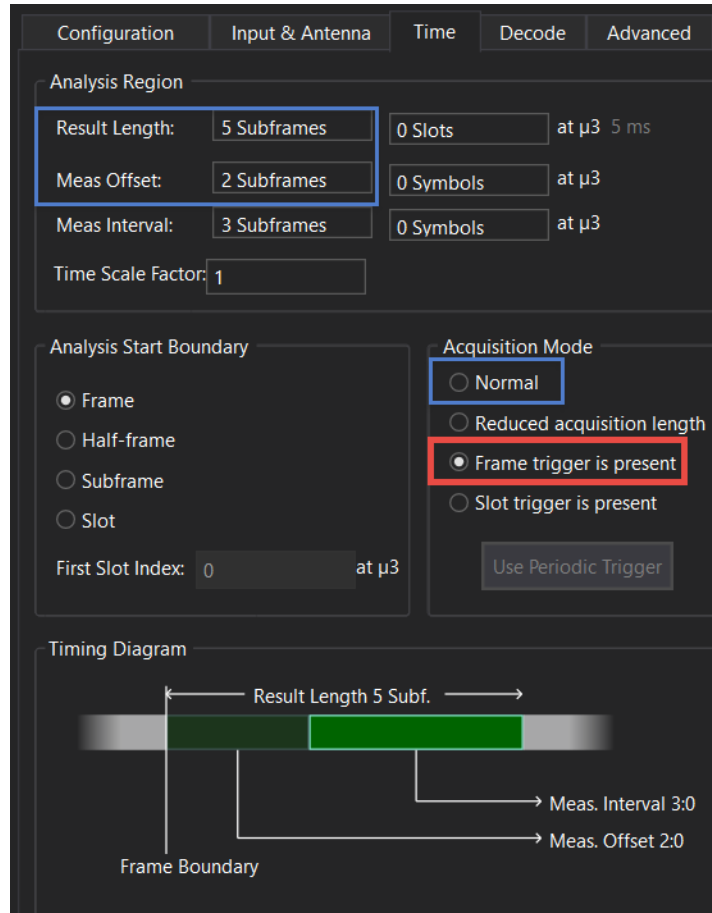 Configuration Input & Antenna Time Decode Advanced
Analysis Region
Result Length: 5 Subframes 0 Slots at µ3 5 ms
Meas Offset: 2 Subframes 0 Symbols at µ3
Meas Interval: 3 Subframes 0 Symbols at µ3
Time Scale Factor: 1
Analysis Start Boundary
Frame
Half-frame
Subframe
Slot
First Slot Index: 0 at µ3
Acquisition Mode
Normal
Reduced acquisition length
Frame trigger is present
Slot trigger is present
Use Periodic Trigger
Timing Diagram
Result Length 5 Subf.
Meas. Interval 3:0
Meas. Offset 2:0
Frame Boundary